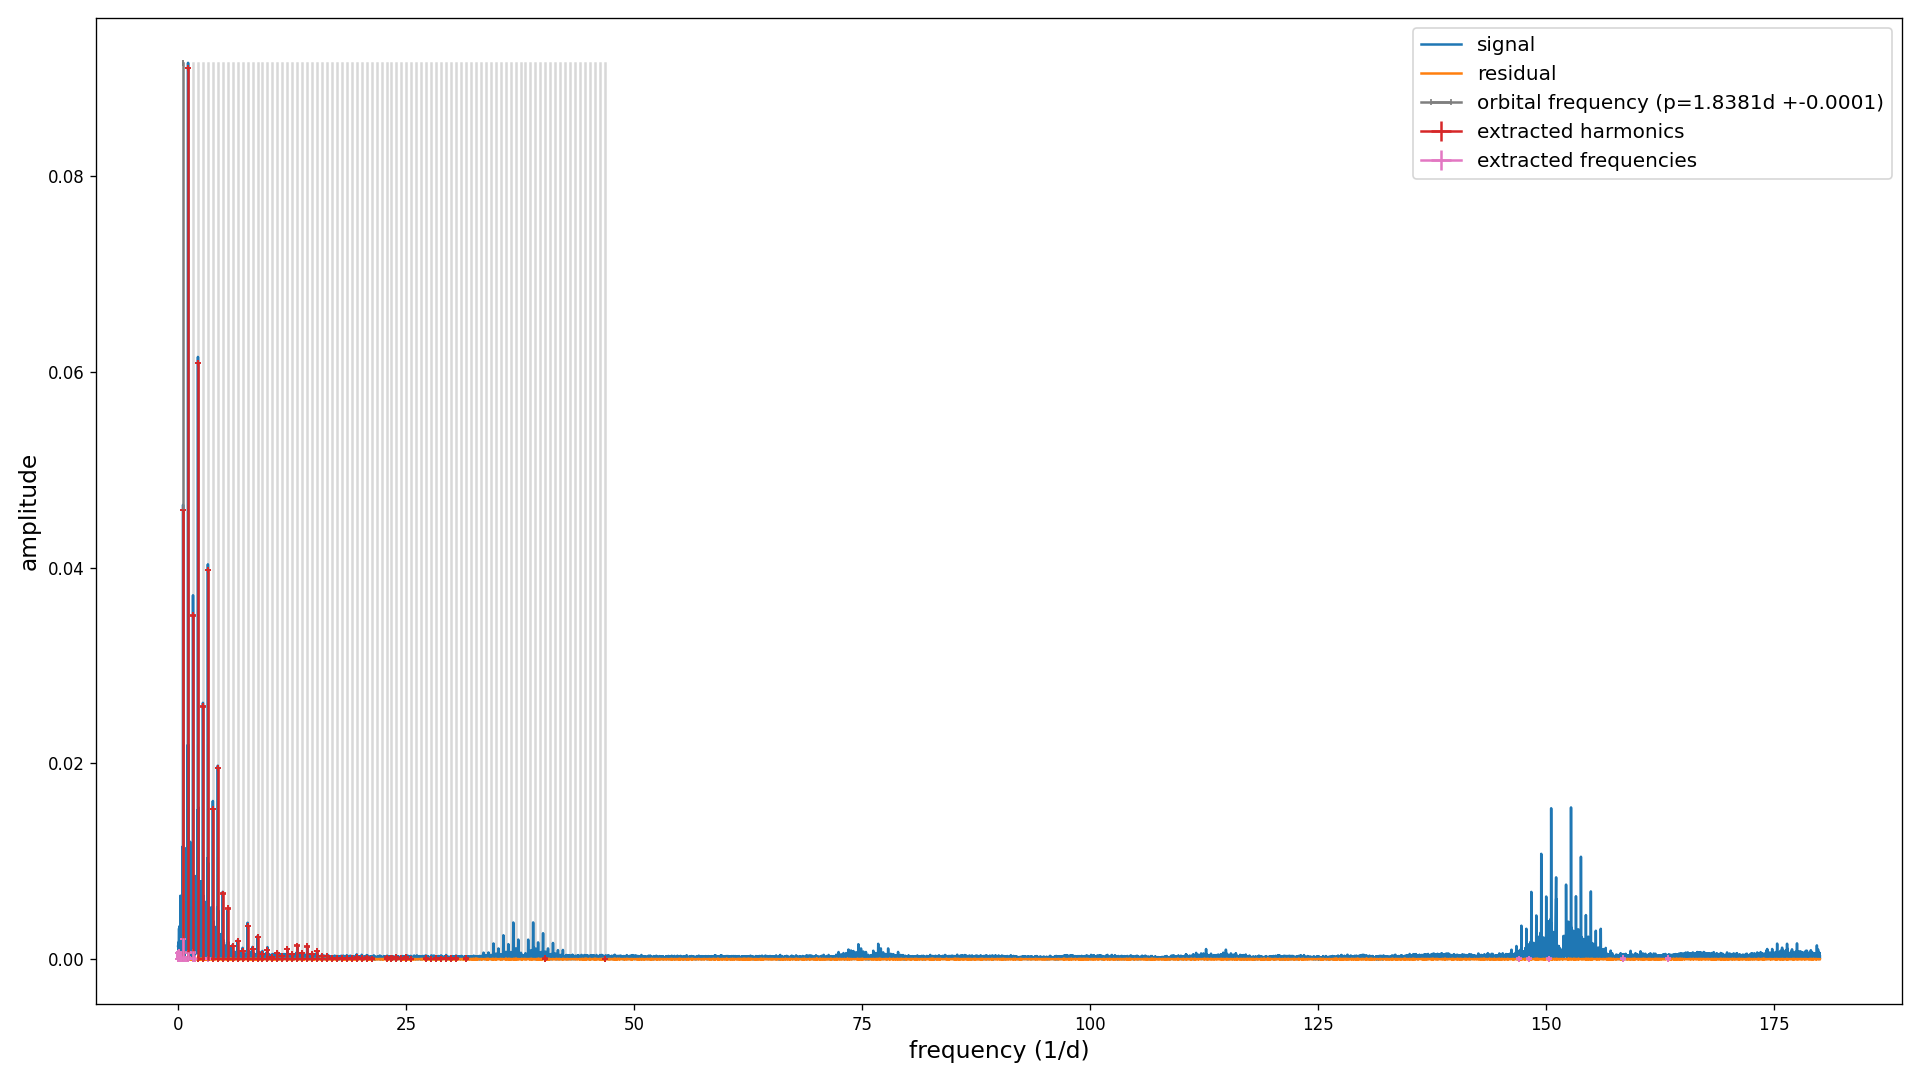 signal
residual
orbital frequency (p=1.8381d +-0.0001)
extracted harmonics
extracted frequencies
amplitude
0.08
0.06
0.04
0.02
0.00
0 25 50 75 100 125 150 175
frequency (1/d)